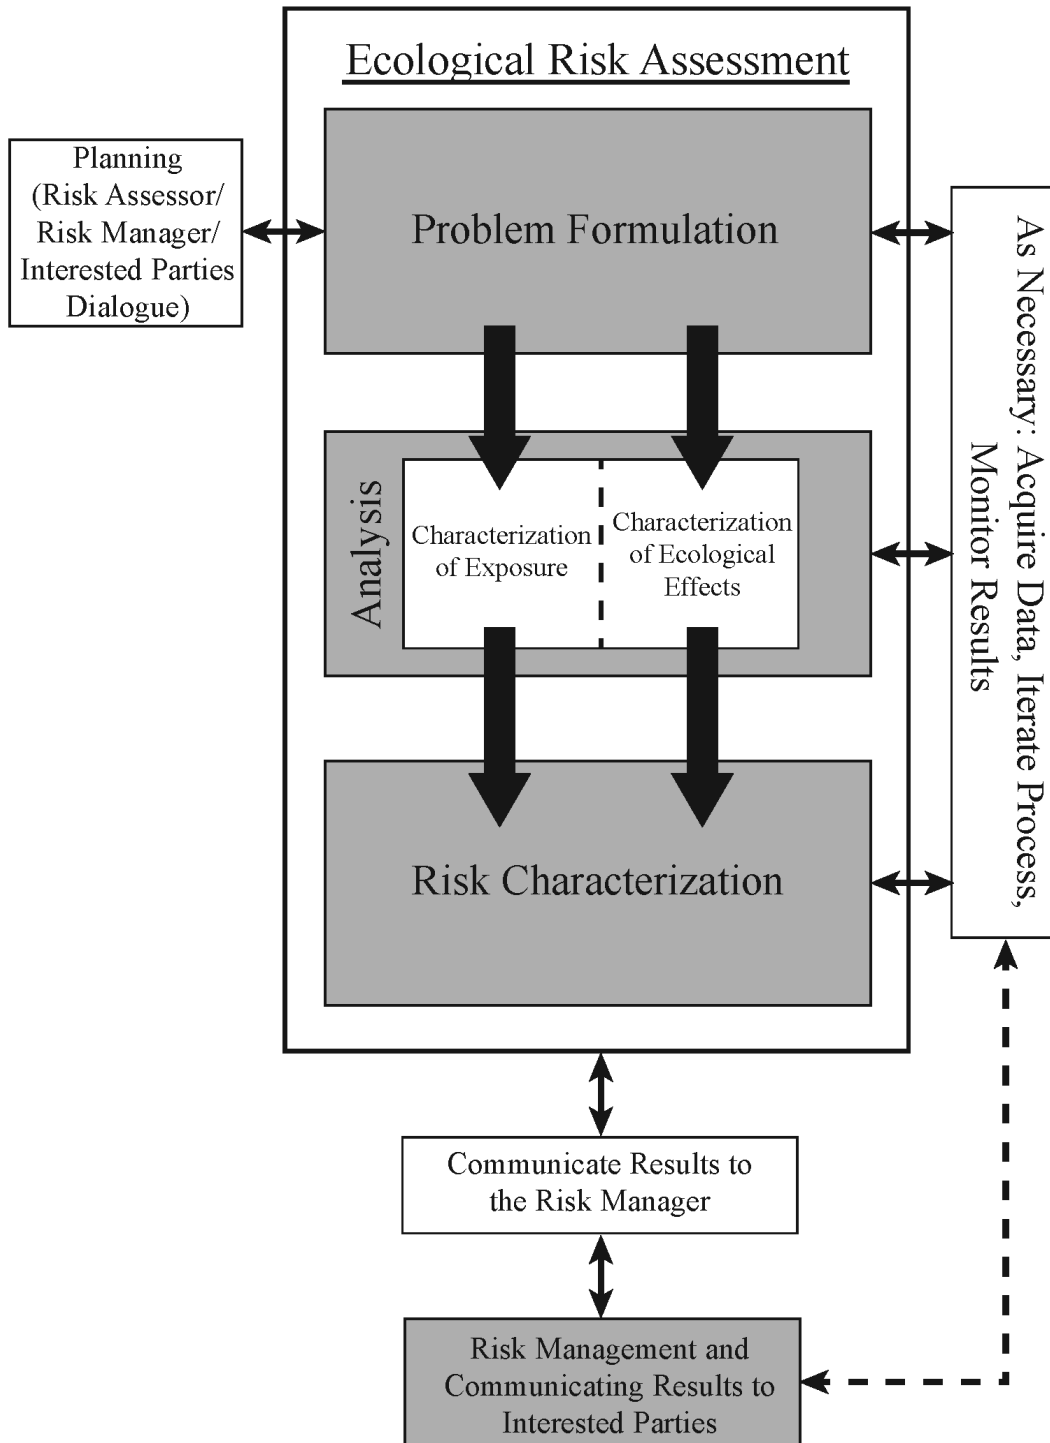 Ecological Risk Assessment
Planning
(Risk Assessor/
Risk Manager/
Interested Parties
Dialogue)
Problem Formulation
As Necessary: Acquire Data, Iterate Process,
Monitor Results
Analysis
Characterization
of Exposure
Characterization
of Ecological
Effects
Risk Characterization
Communicate Results to
the Risk Manager
Risk Management and
Communicating Results to
Interested Parties